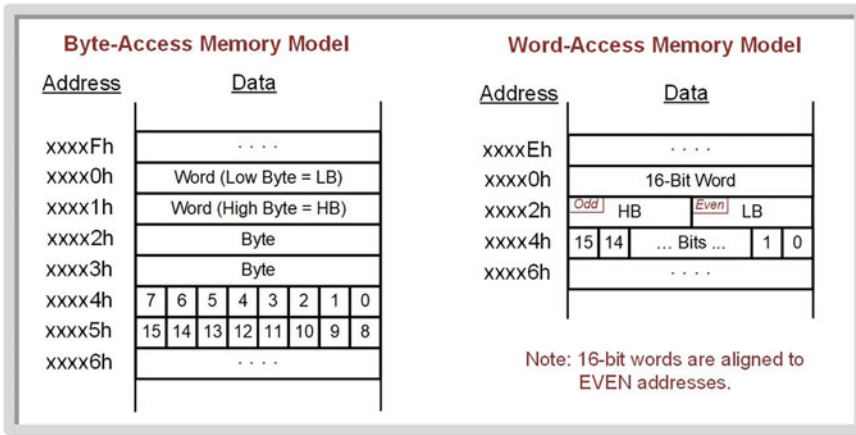 Byte-Access Memory Model
Address Data
xxxxFh . . . .
xxxx0h Word (Low Byte = LB)
xxxx1h Word (High Byte = HB)
xxxx2h Byte
xxxx3h Byte
xxxx4h 7 6 5 4 3 2 1 0
xxxx5h 15 14 13 12 11 10 9 8
xxxx6h . . . .
Word-Access Memory Model
Address Data
xxxxEh . . . .
xxxx0h 16-Bit Word
xxxx2h Odd HB Even LB
xxxx4h 15 14 ... Bits ... 1 0
xxxx6h . . . .
Note: 16-bit words are aligned to
EVEN addresses.